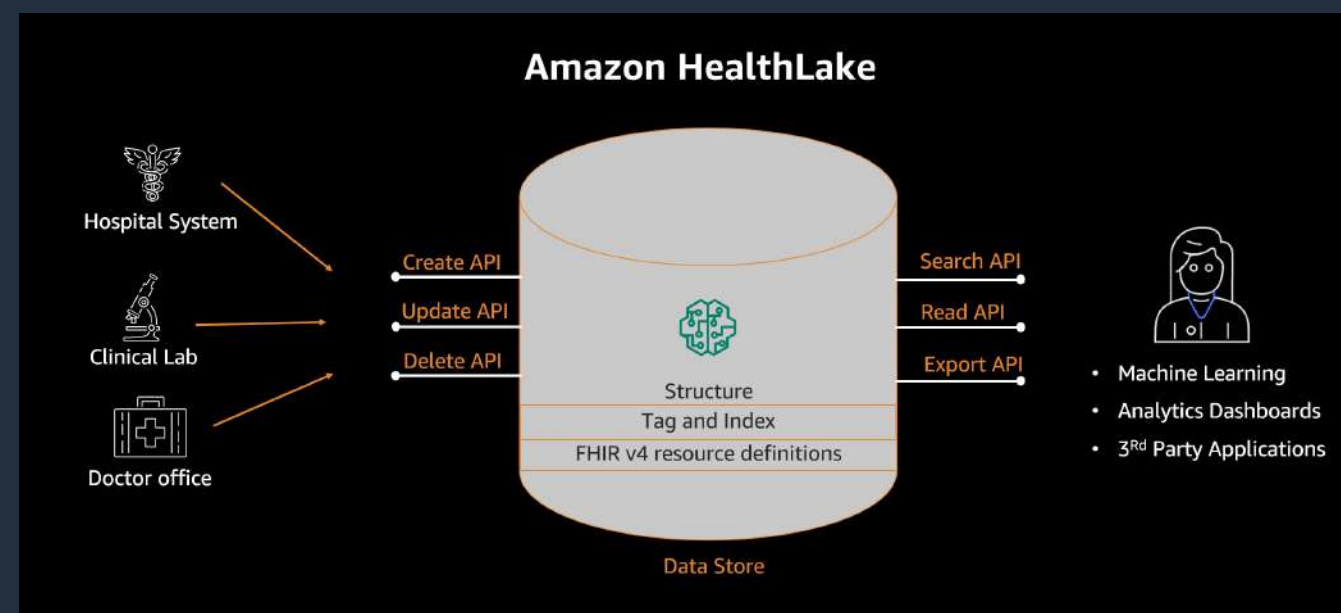 Amazon HealthLake
Hospital System
Clinical Lab
Doctor office
Create API
Update API
Delete API
Structure
Tag and Index
FHIR v4 resource definitions
Data Store
Search API
Read API
Export API
• Machine Learning
• Analytics Dashboards
• 3Rd Party Applications